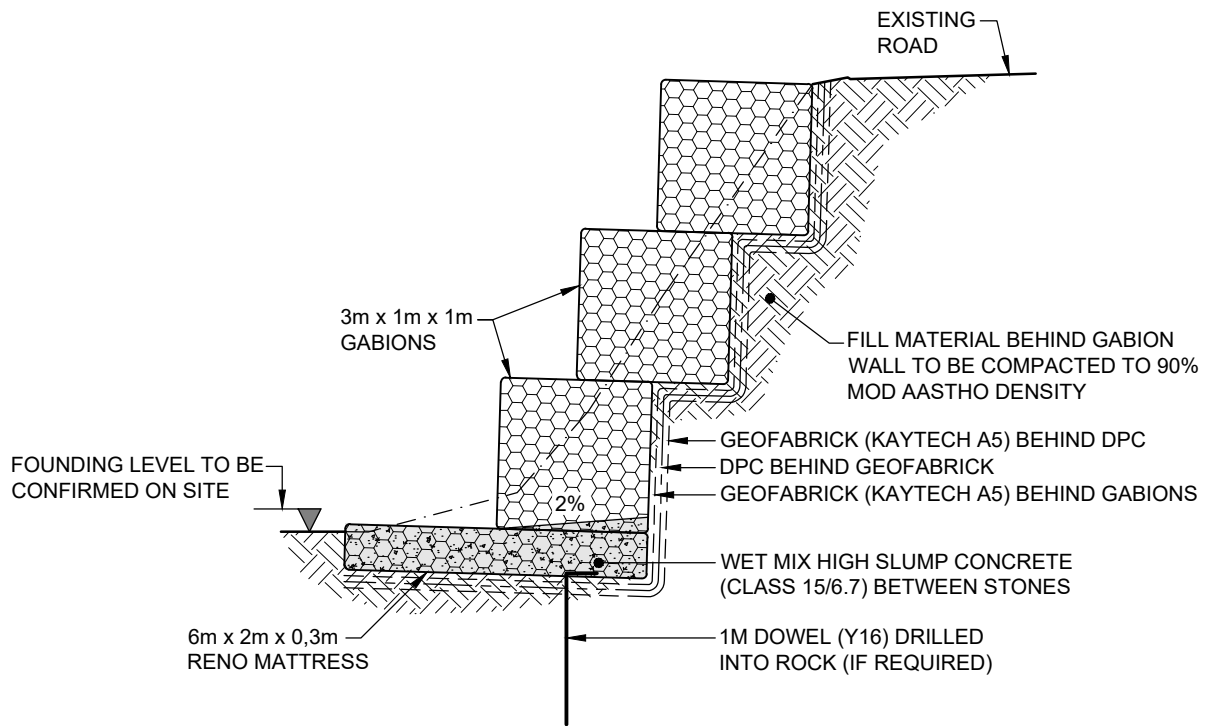 EXISTING
ROAD
3m x 1m x 1m
GABIONS
FILL MATERIAL BEHIND GABION
WALL TO BE COMPACTED TO 90%
MOD AASTHO DENSITY
GEOFABRICK (KAYTECH A5) BEHIND DPC
DPC BEHIND GEOFABRICK
GEOFABRICK (KAYTECH A5) BEHIND GABIONS
FOUNDING LEVEL TO BE
CONFIRMED ON SITE
2%
WET MIX HIGH SLUMP CONCRETE
(CLASS 15/6.7) BETWEEN STONES
6m x 2m x 0,3m
RENO MATTRESS
1M DOWEL (Y16) DRILLED
INTO ROCK (IF REQUIRED)